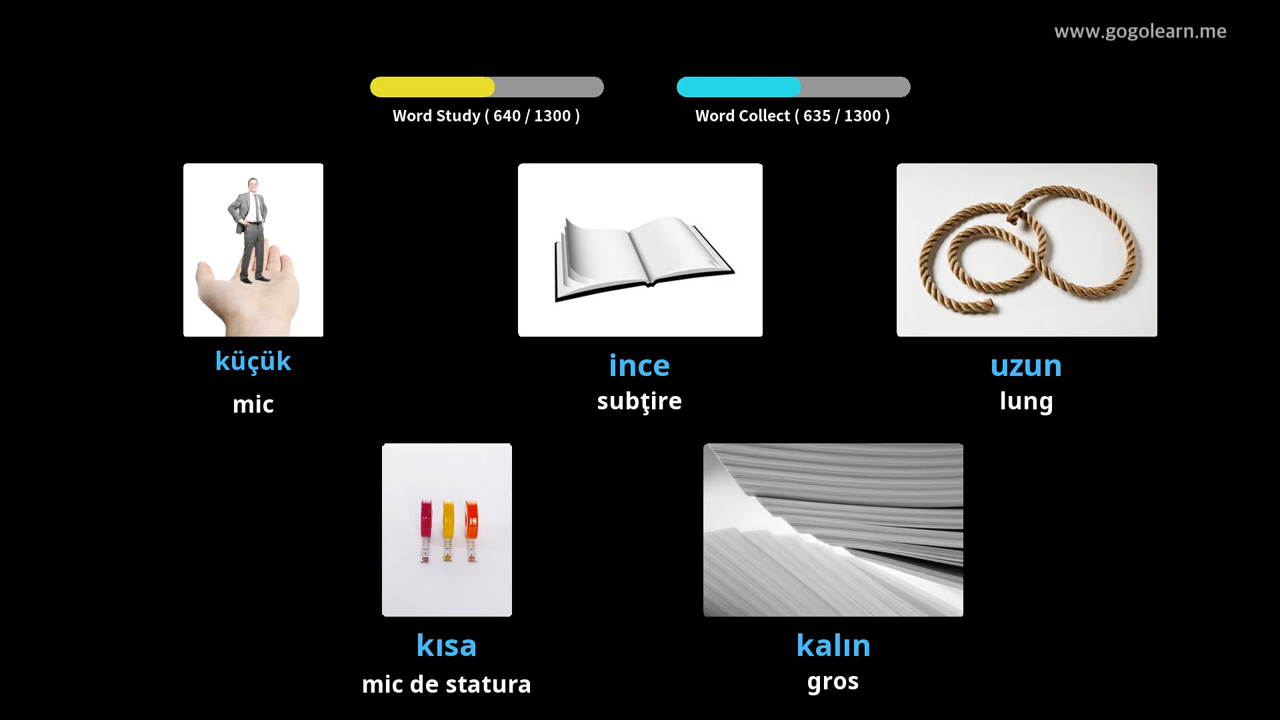 www.gogolearn.me
Word Study ( 640 / 1300 )
Word Collect ( 635 / 1300 )
küçük
mic
ince
subţire
uzun
lung
kısa
mic de statura
kalın
gros